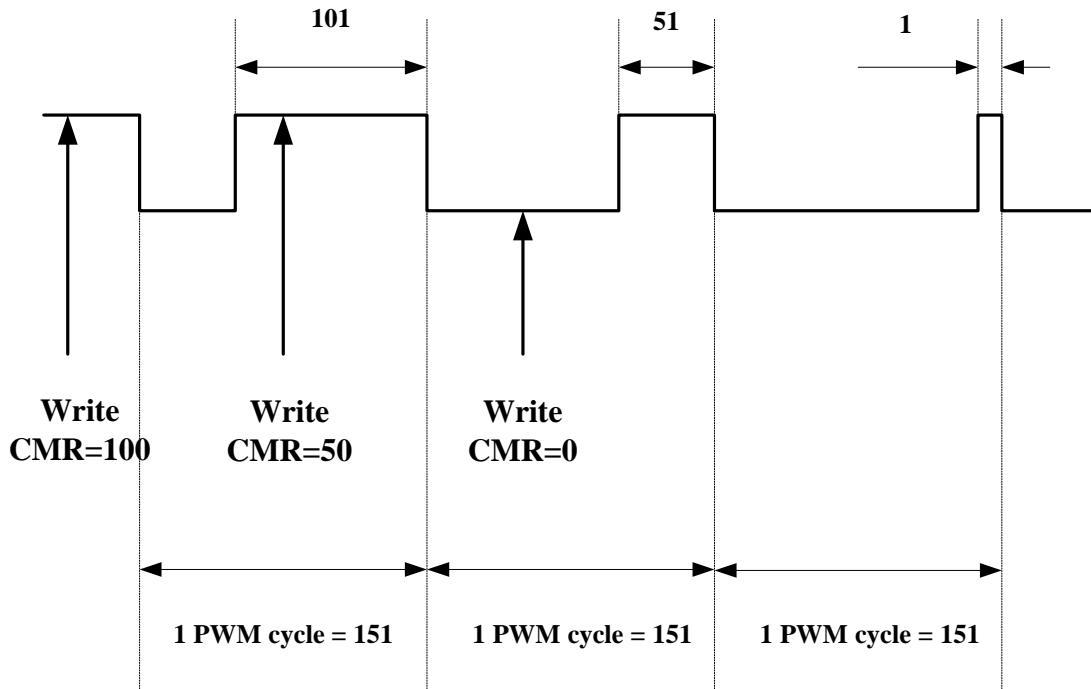 101
51
1
Write
CMR=100
Write
CMR=50
Write
CMR=0
1 PWM cycle = 151
1 PWM cycle = 151
1 PWM cycle = 151